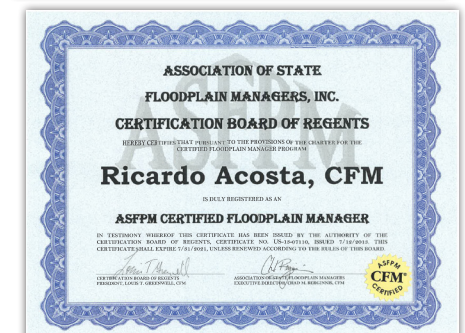 ASSOCIATION OF STATE
FLOODPLAIN MANAGERS, INC.
CERTIFICATION BOARD OF REGENTS
HEREBY CERTIFIES THAT PURSUANT TO THE PROVISIONS OF THE CHARTER FOR THE
CERTIFIED FLOODPLAIN MANAGER PROGRAM
Ricardo Acosta, CFM
IS DULY REGISTERED AS AN
ASFPM CERTIFIED FLOODPLAIN MANAGER
IN TESTIMONY WHEREOF THIS CERTIFICATE HAS BEEN ISSUED BY THE AUTHORITY OF THE
CERTIFICATION BOARD OF REGENTS, CERTIFICATE NO. US-13-07110, ISSUED 7/12/2013. THIS
CERTIFICATE SHALL EXPIRE 7/31/2021, UNLESS RENEWED ACCORDING TO THE RULES OF THIS BOARD.
CERTIFICATION BOARD OF REGENTS
PRESIDENT, LOUIS T. GREENWELL, CFM
ASSOCIATION OF STATE FLOODPLAIN MANAGERS
EXECUTIVE DIRECTOR, CHAD M. BERGINNIS, CFM
ASFPM
CFM
CERTIFIED